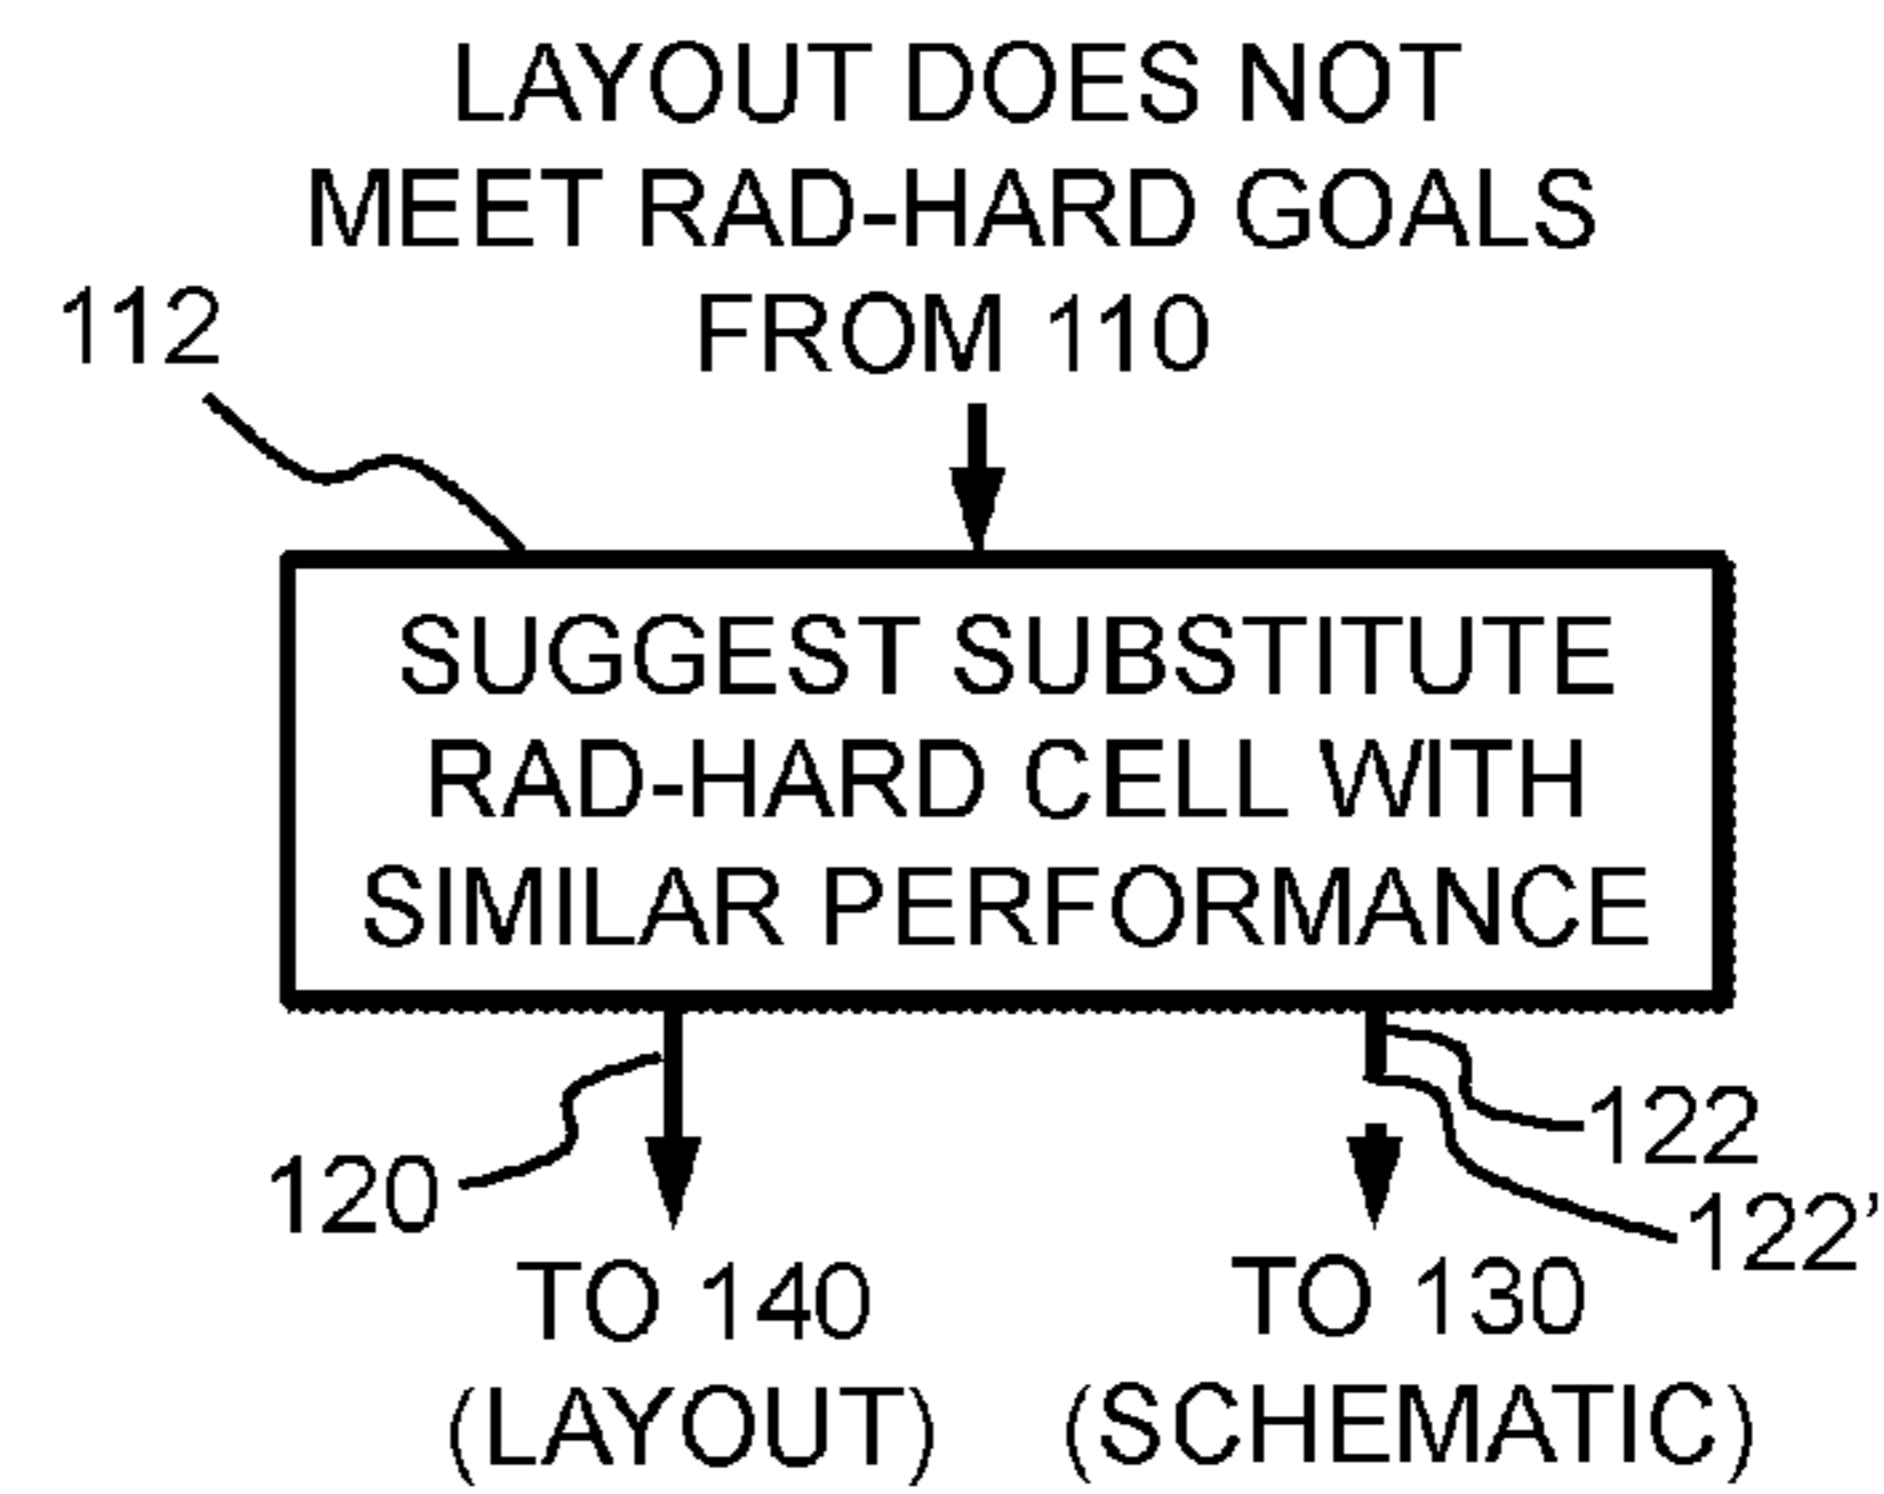 LAYOUT DOES NOT
MEET RAD-HARD GOALS
FROM 110
112
SUGGEST SUBSTITUTE
RAD-HARD CELL WITH
SIMILAR PERFORMANCE
120
122
122'
TO 140
(LAYOUT)
TO 130
(SCHEMATIC)